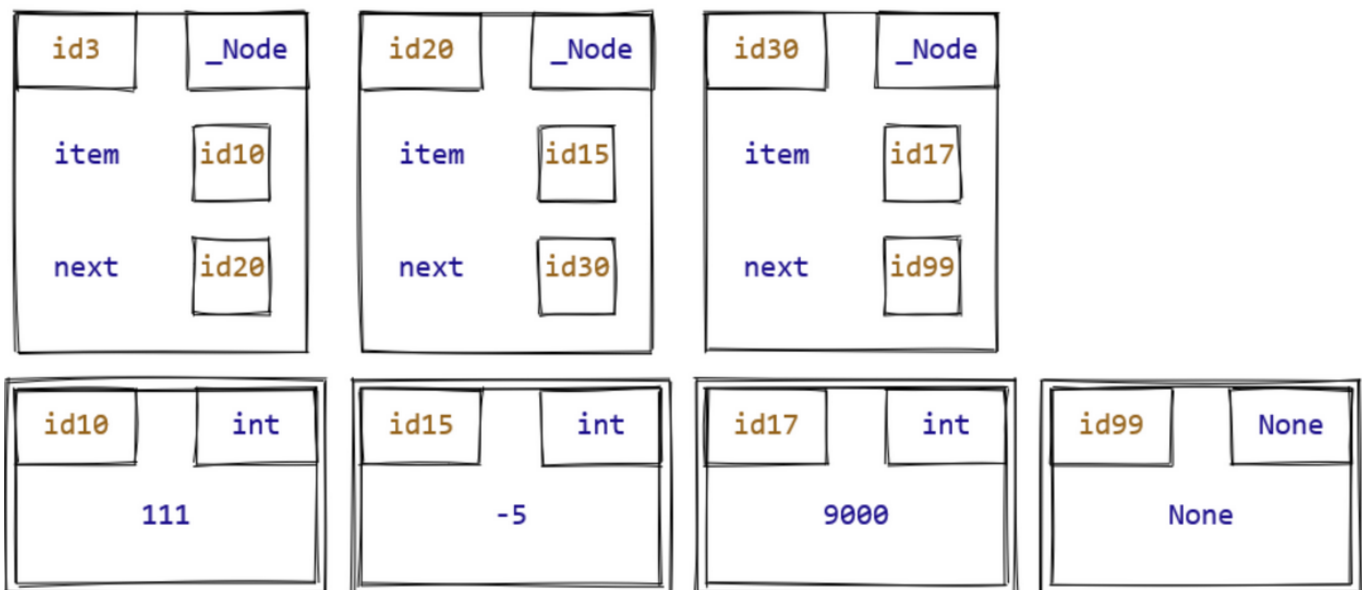 id3 _Node id20 _Node id30 _Node
item id10 item id15 item id17
next id20 next id30 next id99
id10 int id15 int id17 int id99 None
111 -5 9000 None